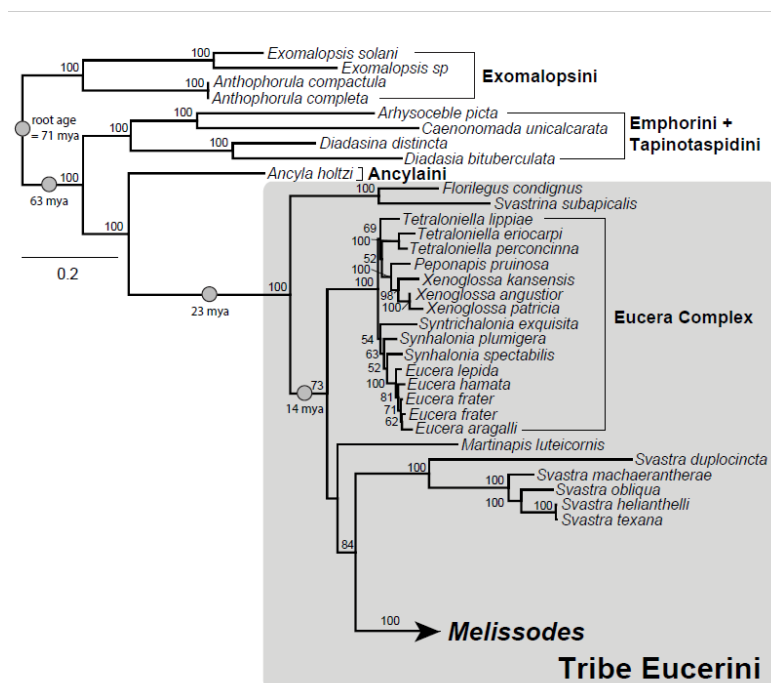 100
Exomalopsis solani
100
Exomalopsis sp
Exomalopsini
100
Anthophorula compactula
Anthophorula completa
root age
= 71 mya
100
Arhysoceble picta
100
Caenonomada unicalcarata
Emphorini +
Tapinotaspidini
100
Diadasina distincta
100
Diadasia bituberculata
100
63 mya
Ancyla holtzi
Ancylaini
100
Florilegus condignus
Svastrina subapicalis
100
0.2
69
Tetraloniella lippiae
100
Tetraloniella eriocarpi
Tetraloniella perconcinna
52
100
Peponapis pruinosa
100
Xenoglossa kansensis
98
Xenoglossa angustior
100
Xenoglossa patricia
Eucera Complex
100
23 mya
Syntrichalonia exquisita
54
Synhalonia plumigera
63
Synhalonia spectabilis
52
Eucera lepida
100
Eucera hamata
73
14 mya
81
Eucera frater
71
Eucera frater
62
Eucera aragalli
Martinapis luteicornis
100
Svastra duplocincta
100
Svastra machaerantherae
100
Svastra obliqua
100
Svastra helianthelli
Svastra texana
84
100
Melissodes
Tribe Eucerini